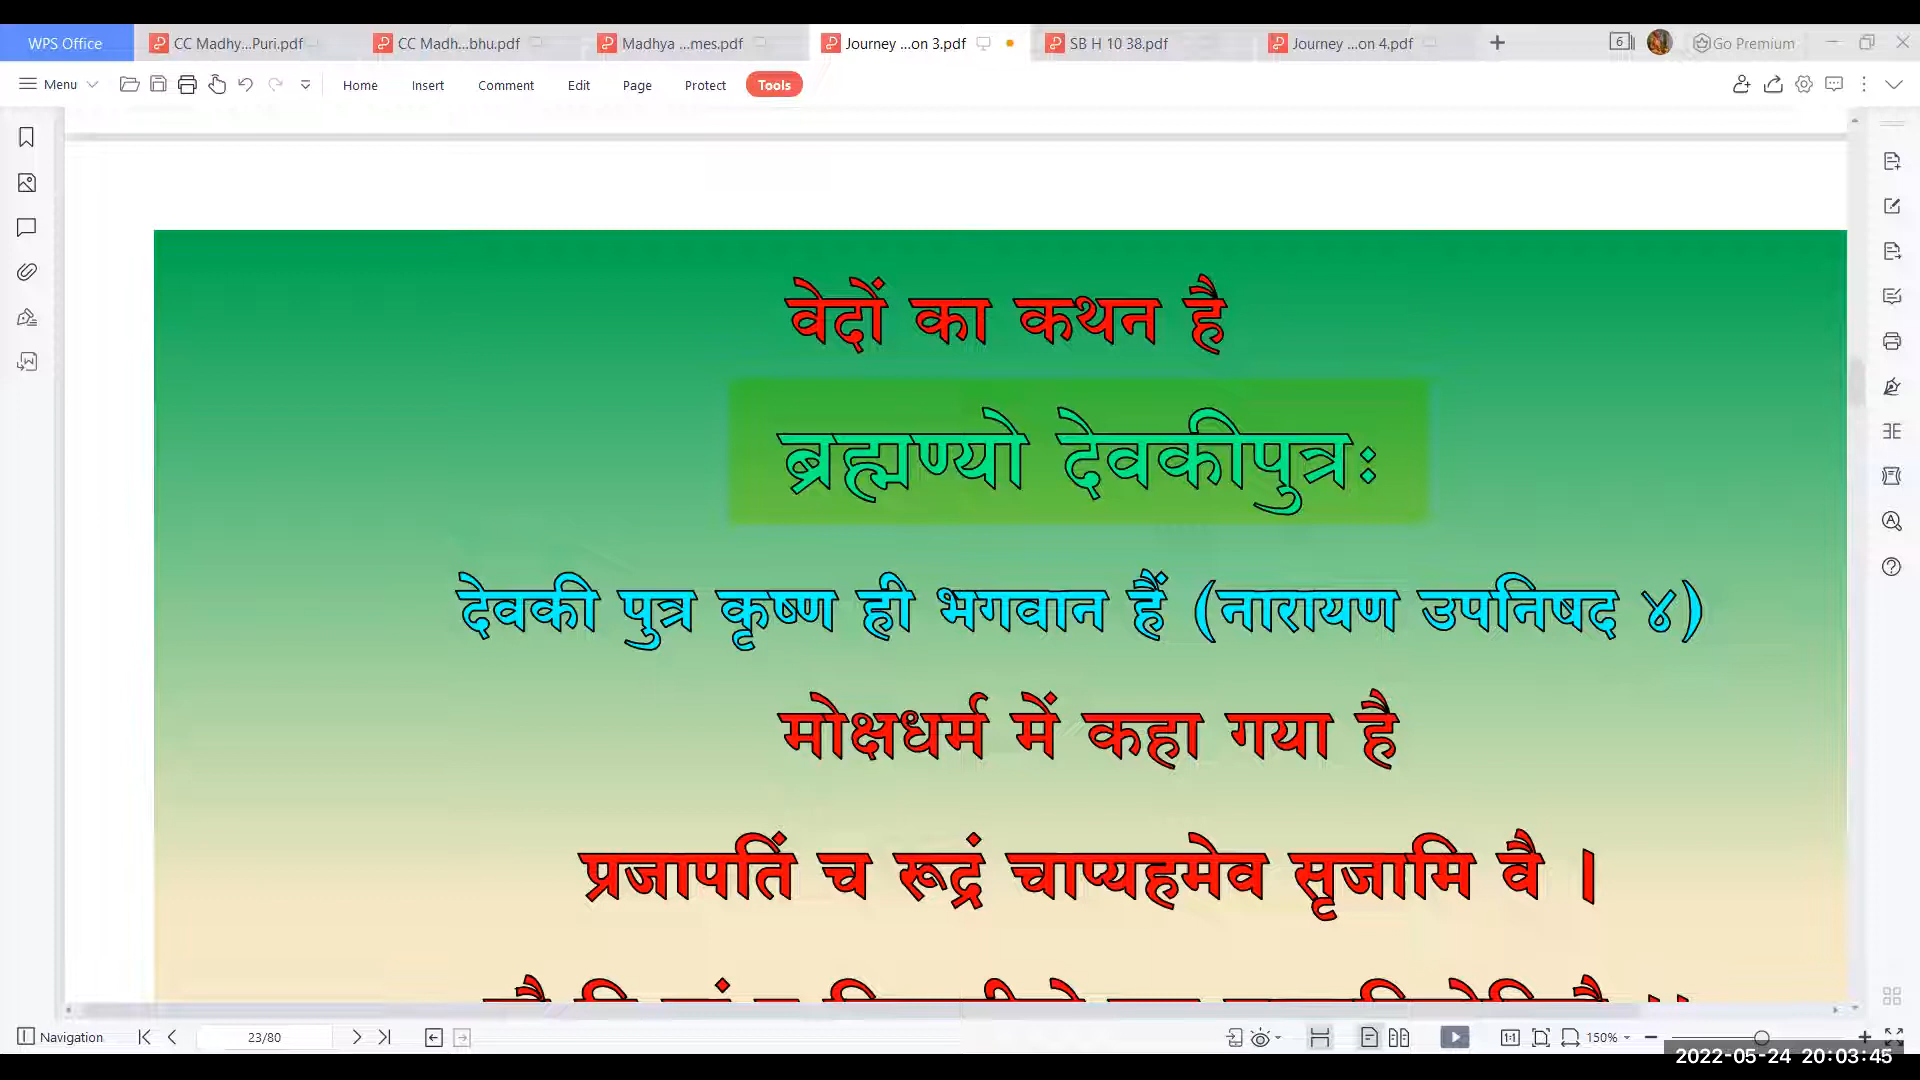 WPS Office
CC Madhy...Puri.pdf
CC Madh...bhu.pdf
Madhya ...mes.pdf
Journey ...on 3.pdf
SB H 10 38.pdf
Journey ...on 4.pdf
6
Go Premium
Menu
Home
Insert
Comment
Edit
Page
Protect
Tools
वेदों का कथन है
ब्रह्मण्यो देवकीपुत्रः
देवकी पुत्र कृष्ण ही भगवान हैं (नारायण उपनिषद ४)
मोक्षधर्म में कहा गया है
प्रजापतिं च रूद्रं चाप्यहमेव सृजामि वै ।
Navigation
23/80
1:1
150%
2022-05-24 20:03:45